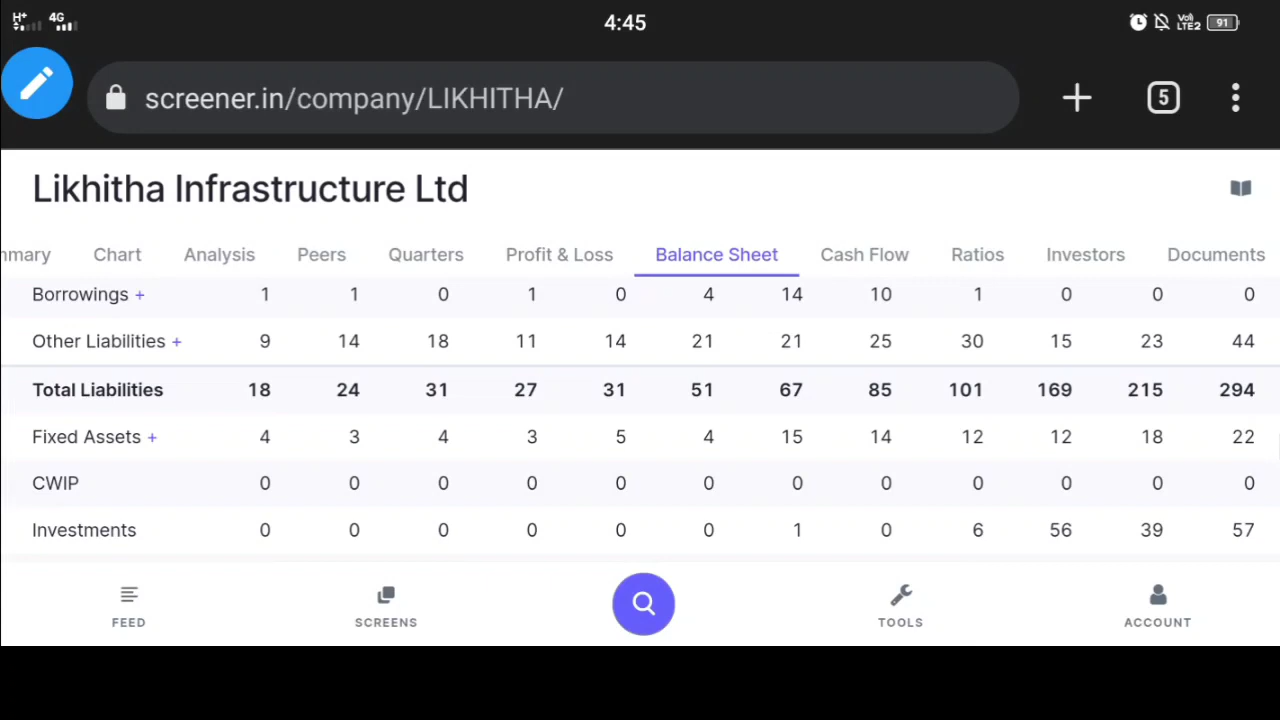 H+ 4G 4:45 Vo) LTE2 91
screener.in/company/LIKHITHA/ 5
Likhitha Infrastructure Ltd
nmary Chart Analysis Peers Quarters Profit & Loss Balance Sheet Cash Flow Ratios Investors Documents
Borrowings + 1 1 0 1 0 4 14 10 1 0 0 0
Other Liabilities + 9 14 18 11 14 21 21 25 30 15 23 44
Total Liabilities 18 24 31 27 31 51 67 85 101 169 215 294
Fixed Assets + 4 3 4 3 5 4 15 14 12 12 18 22
CWIP 0 0 0 0 0 0 0 0 0 0 0 0
Investments 0 0 0 0 0 0 1 0 6 56 39 57
FEED SCREENS TOOLS ACCOUNT